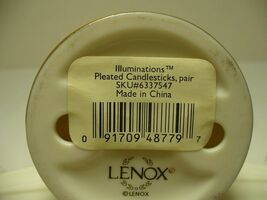 Illuminations™
Pleated Candlesticks, pair
SKU#6337547
Made in China
0 91709 48779 7
LENOX®
©LENOX